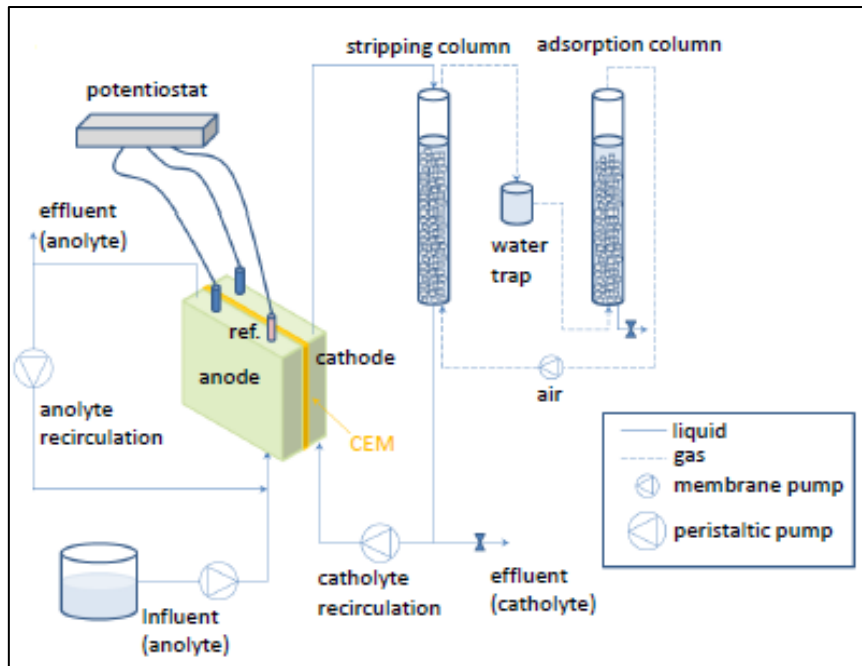 stripping column
adsorption column
potentiostat
effluent
(anolyte)
water
trap
ref.
cathode
anode
air
anolyte
recirculation
CEM
liquid
gas
membrane pump
peristaltic pump
catholyte
recirculation
effluent
(catholyte)
Influent
(anolyte)